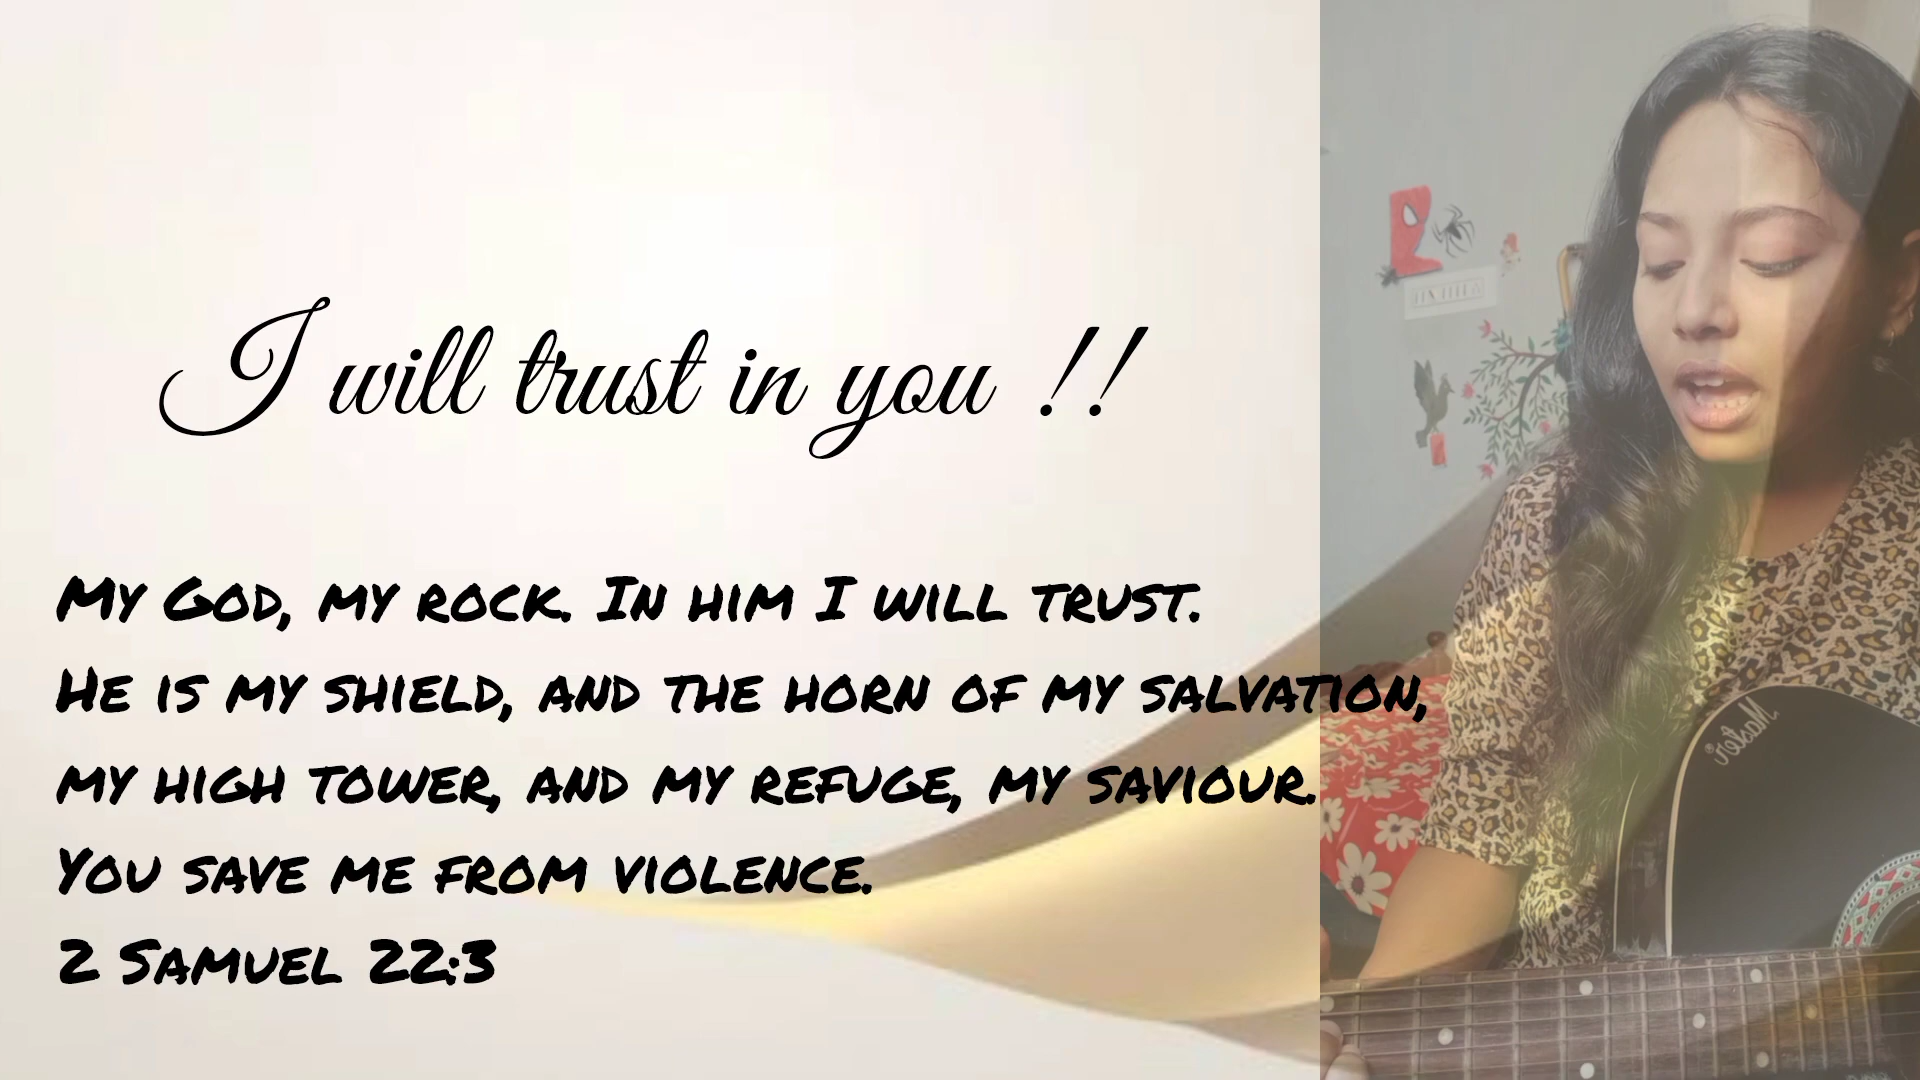 I will trust in you !!
My God, my rock. In him I will trust.
He is my shield, and the horn of my salvation,
my high tower, and my refuge, my saviour.
You save me from violence.
2 Samuel 22:3
Master